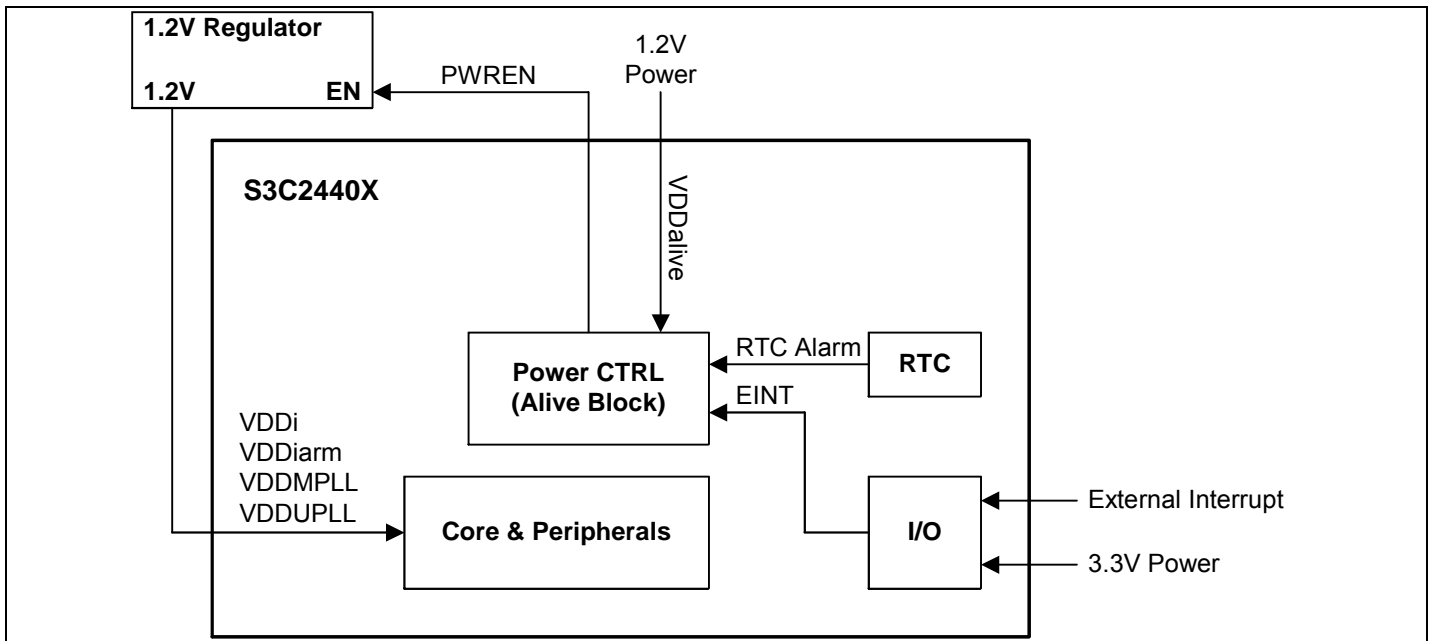 1.2V Regulator
1.2V EN
PWREN
1.2V
Power
S3C2440X
VDDalive
Power CTRL
(Alive Block)
RTC Alarm
RTC
EINT
VDDi
VDDiarm
VDDMPLL
VDDUPLL
Core & Peripherals
I/O
External Interrupt
3.3V Power